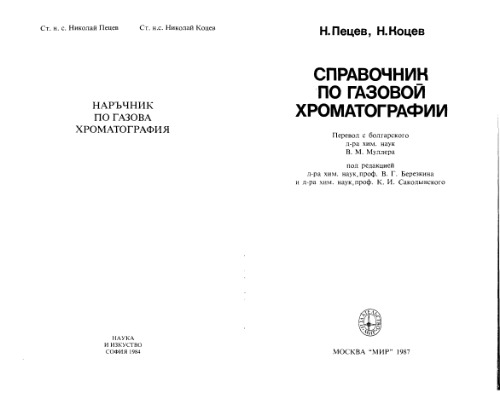 Ст. н. с. Николай Пецев Ст. н.с. Николай Коцев
НАРЪЧНИК
ПО ГАЗОВА
ХРОМАТОГРАФИЯ
НАУКА
И ИЗКУСТВО
СОФИЯ 1984
Н.Пецев, Н.Коцев
СПРАВОЧНИК
ПО ГАЗОВОЙ
ХРОМАТОГРАФИИ
Перевод с болгарского
д-ра хим. наук
В. М. Муллера
под редакцией
д-ра хим. наук, проф. В. Г. Березкина
и д-ра хим. наук, проф. К. И. Сакодынского
МОСКВА "МИР" 1987